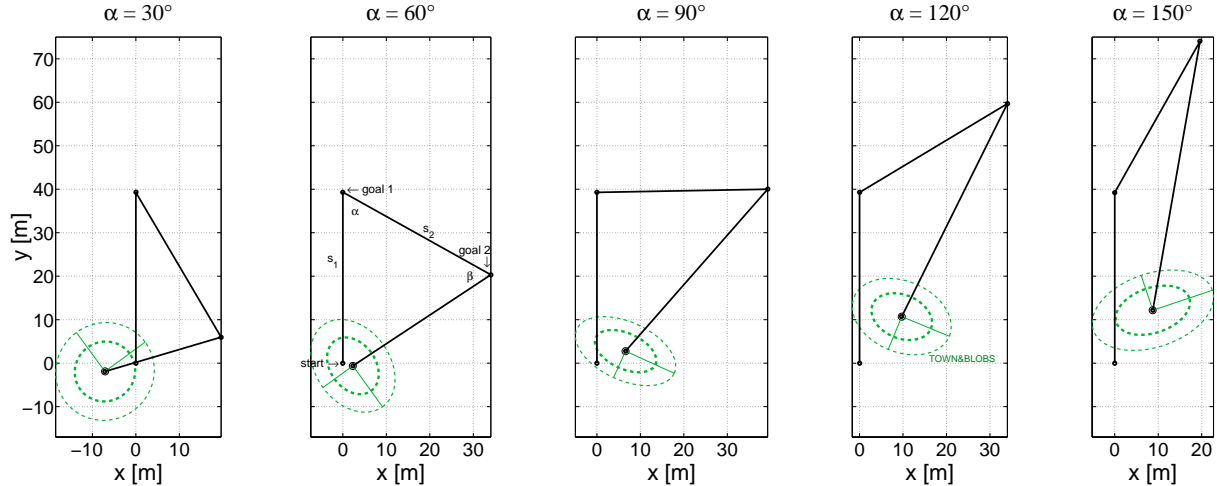 α = 30° α = 60° α = 90° α = 120° α = 150°
70
60
50
40
30
20
10
0
−10
y [m]
goal 1
α
s2
s1
goal 2
β
start
TOWN&BLOBS
−10 0 10
0 10 20 30
0 10 20 30
0 10 20 30
0 10 20
x [m] x [m] x [m] x [m] x [m]